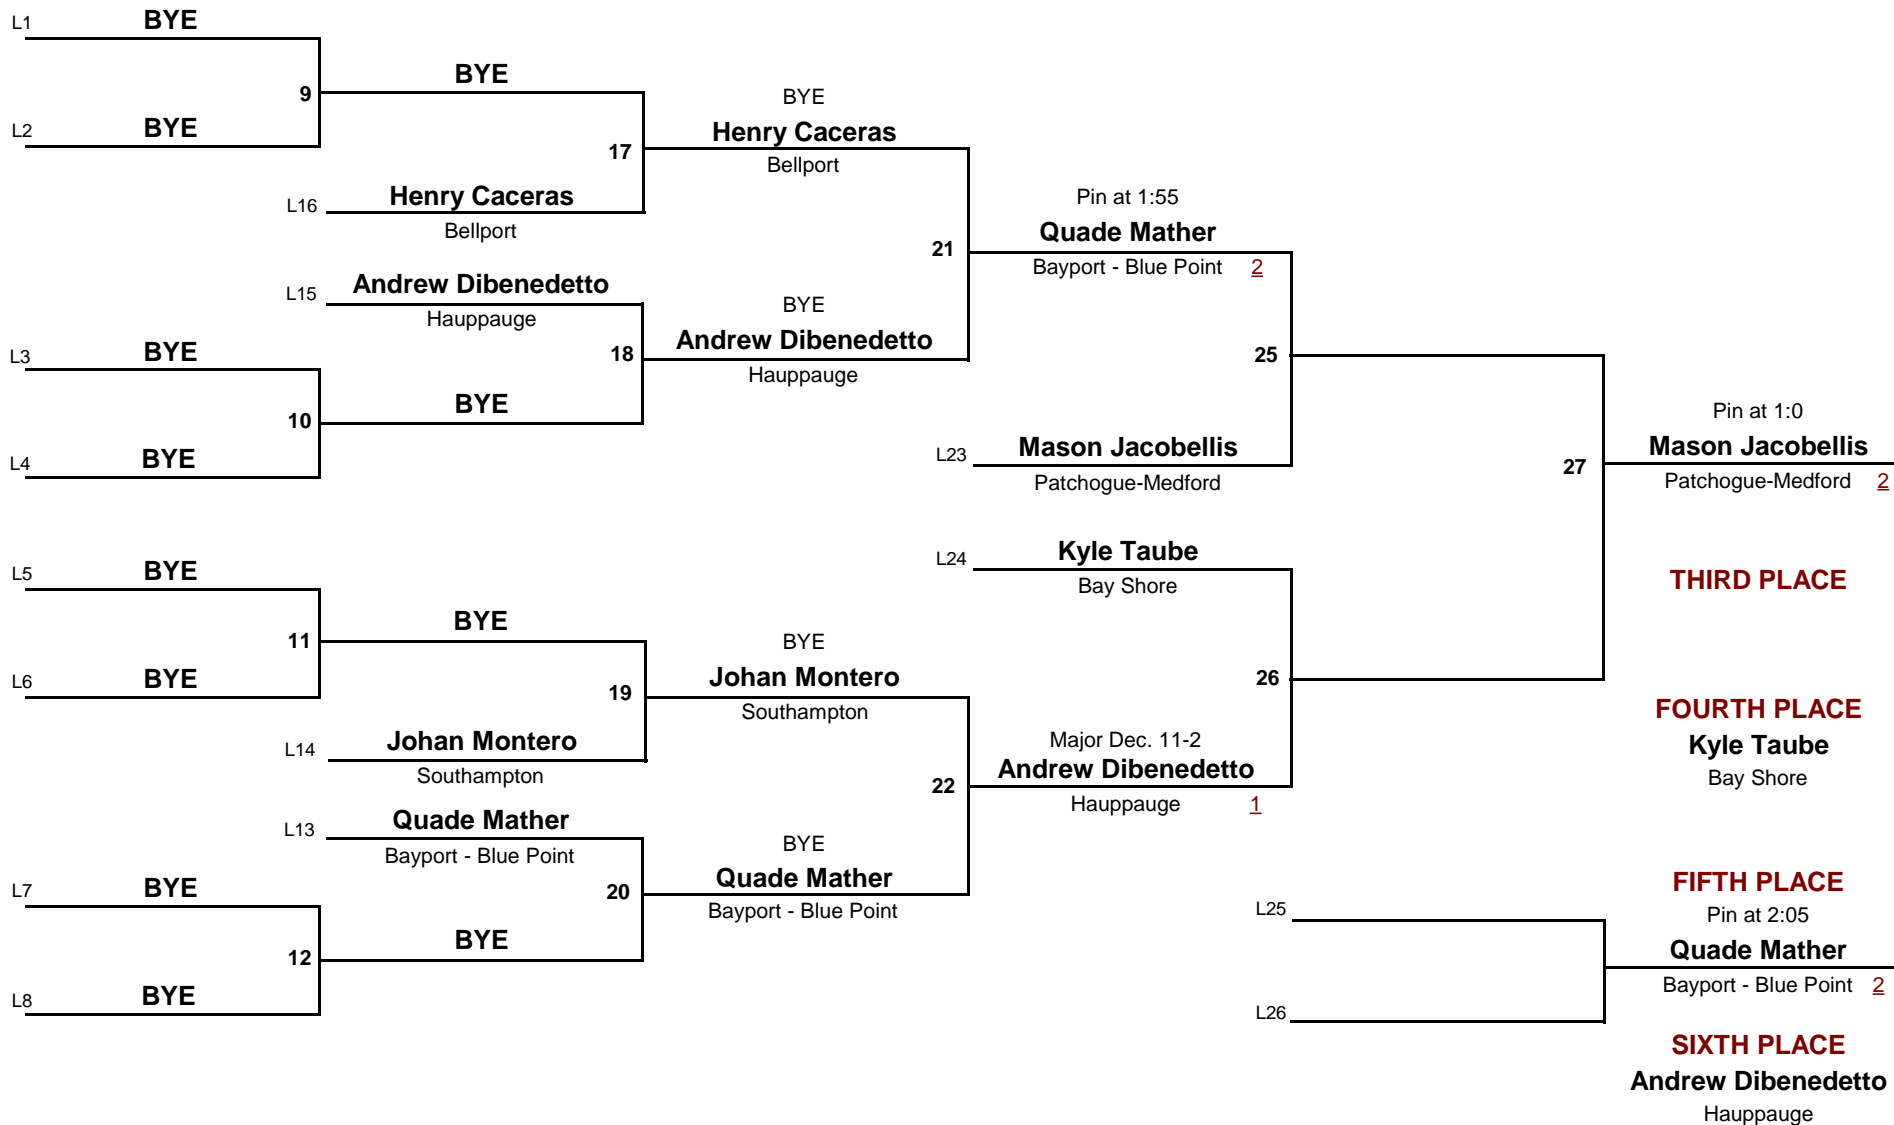 L1 BYE
9
L2 BYE
BYE
17
L16 Henry Caceras
Bellport
BYE
Henry Caceras
Bellport
L15 Andrew Dibenedetto
Hauppauge
18
L3 BYE
10
L4 BYE
BYE
BYE
Andrew Dibenedetto
Hauppauge
21
Pin at 1:55
Quade Mather
Bayport - Blue Point 2
25
L23 Mason Jacobellis
Patchogue-Medford
L5 BYE
11
L6 BYE
BYE
19
L14 Johan Montero
Southampton
BYE
Johan Montero
Southampton
L13 Quade Mather
Bayport - Blue Point
20
L7 BYE
12
L8 BYE
BYE
BYE
Quade Mather
Bayport - Blue Point
22
L24 Kyle Taube
Bay Shore
26
Major Dec. 11-2
Andrew Dibenedetto
Hauppauge 1
27
Pin at 1:0
Mason Jacobellis
Patchogue-Medford 2
THIRD PLACE
FOURTH PLACE
Kyle Taube
Bay Shore
L25
L26
FIFTH PLACE
Pin at 2:05
Quade Mather
Bayport - Blue Point 2
SIXTH PLACE
Andrew Dibenedetto
Hauppauge